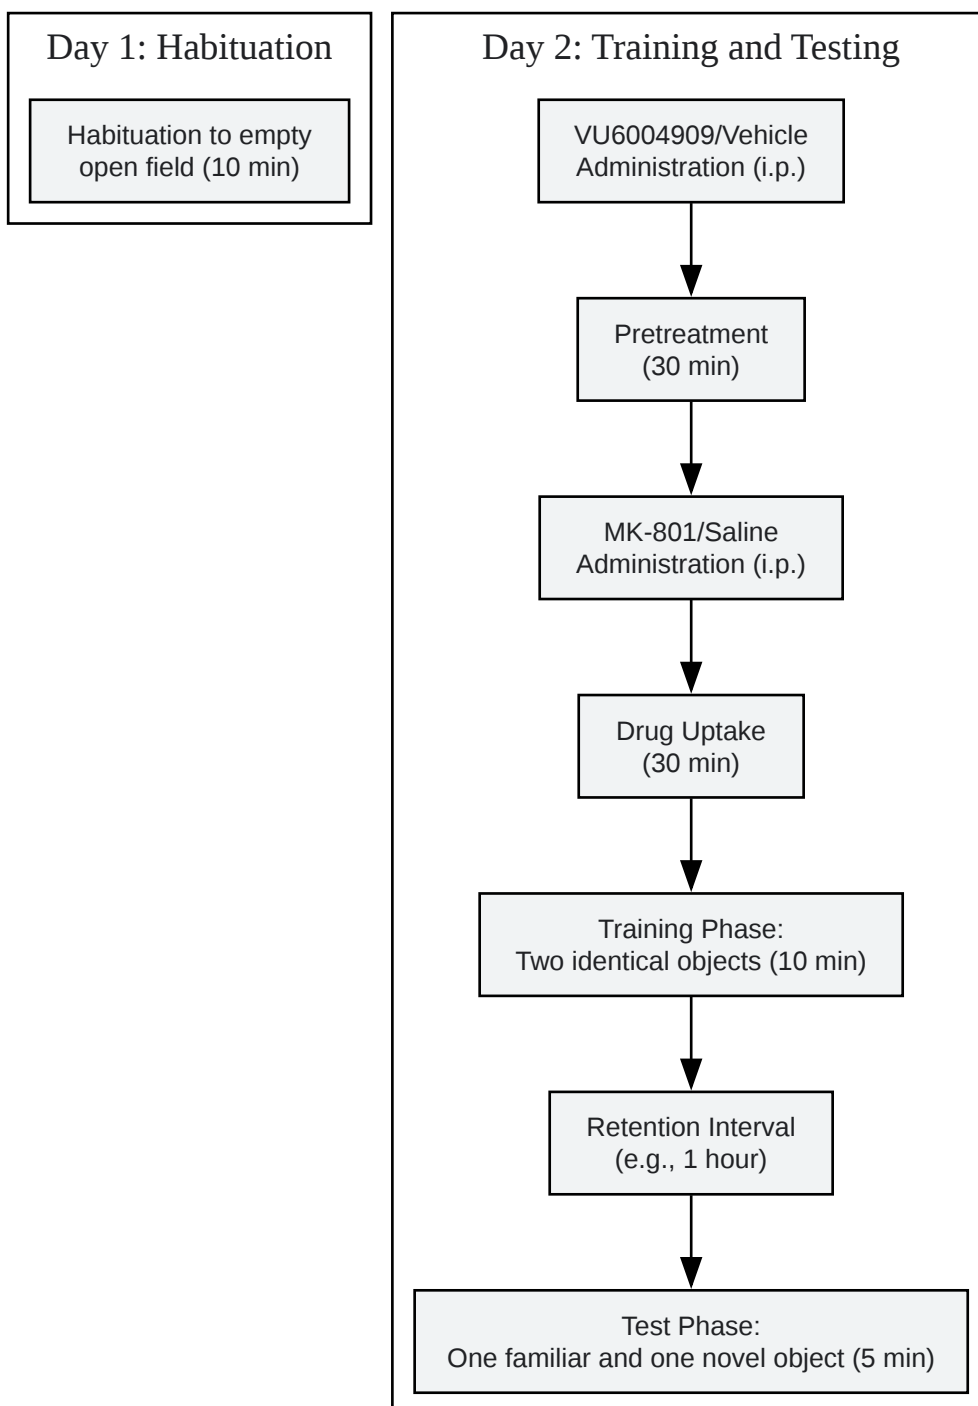 Day 1: Habituation
Habituation to empty
open field (10 min)
Day 2: Training and Testing
VU6004909/Vehicle
Administration (i.p.)
Pretreatment
(30 min)
MK-801/Saline
Administration (i.p.)
Drug Uptake
(30 min)
Training Phase:
Two identical objects (10 min)
Retention Interval
(e.g., 1 hour)
Test Phase:
One familiar and one novel object (5 min)